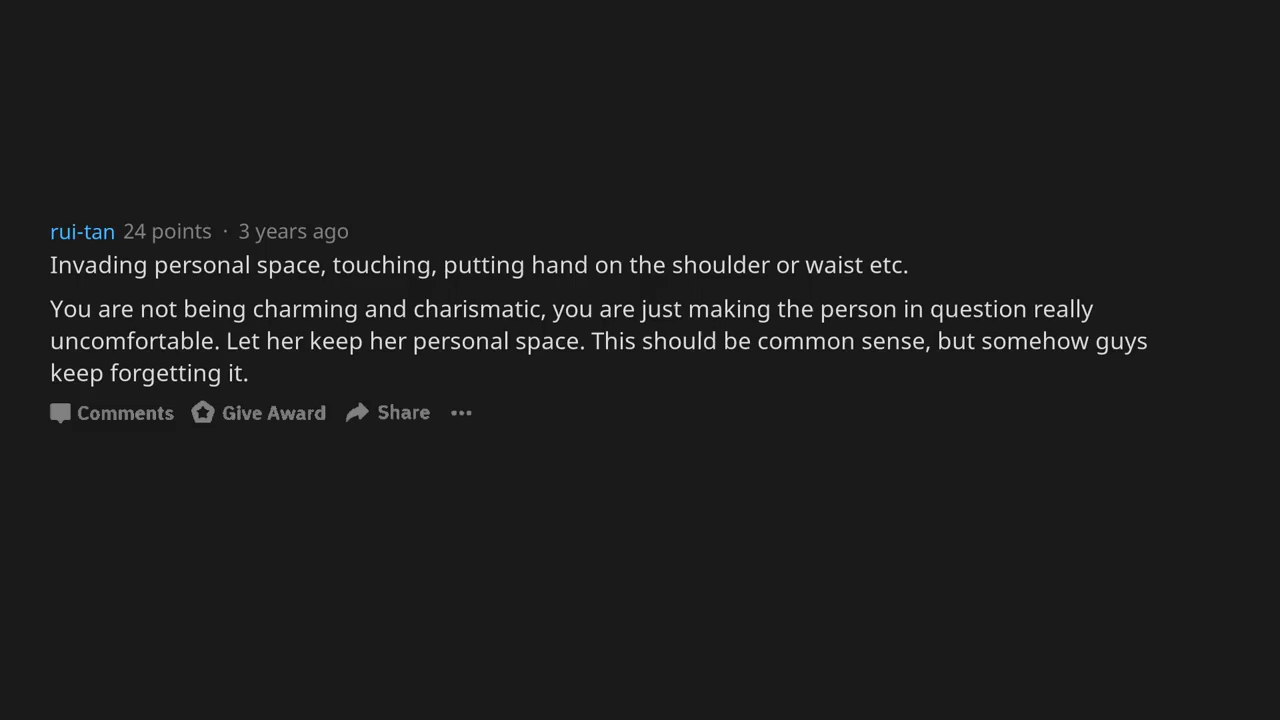 rui-tan 24 points · 3 years ago
Invading personal space, touching, putting hand on the shoulder or waist etc.
You are not being charming and charismatic, you are just making the person in question really
uncomfortable. Let her keep her personal space. This should be common sense, but somehow guys
keep forgetting it.
Comments Give Award Share ···